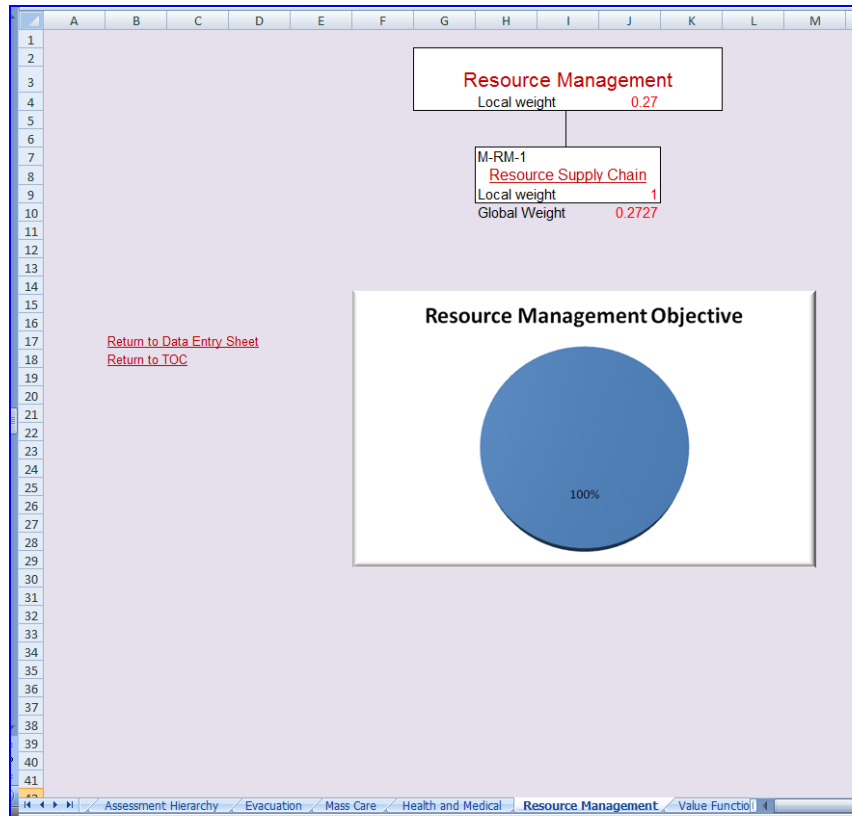 A B C D E F G H I J K L M
1
2
3 Resource Management
4 Local weight 0.27
5
6
7 M-RM-1
8 Resource Supply Chain
9 Local weight 1
10 Global Weight 0.2727
11
12
13
14
15
16 Resource Management Objective
17 Return to Data Entry Sheet
18 Return to TOC
19
20
21
22
23
24
25 100%
26
27
28
29
30
31
32
33
34
35
36
37
38
39
40
41
Assessment Hierarchy Evacuation Mass Care Health and Medical Resource Management Value Functio